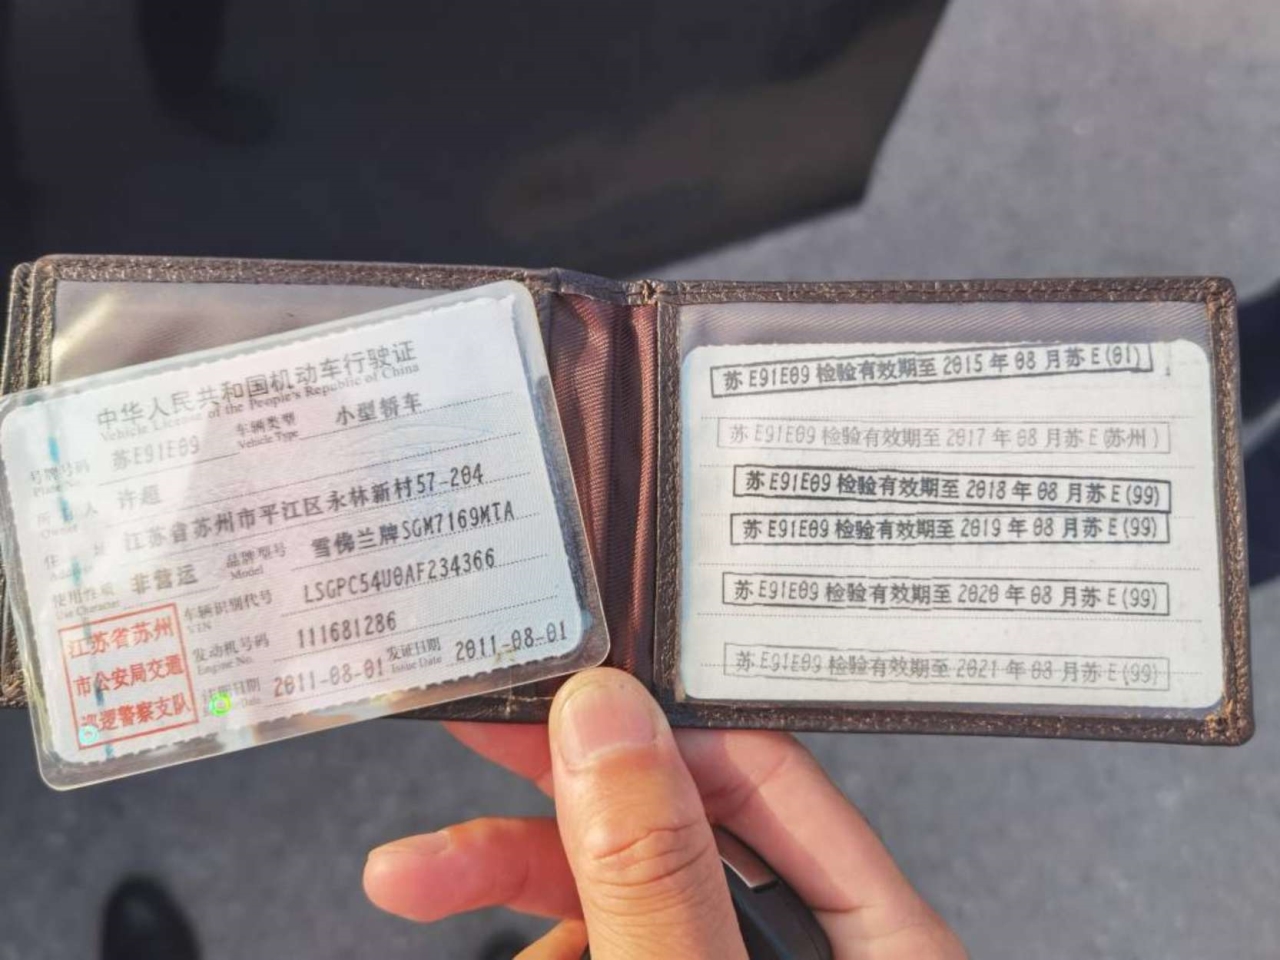 中华人民共和国机动车行驶证
Vehicle License of the People's Republic of China
号牌号码 苏E91E09 车辆类型 小型轿车
Vehicle Type
人 许超
Owner
住 江苏省苏州市平江区永林新村57-204
使用性质 非营运 品牌型号 雪佛兰牌SGM7169MTA
Use Character Model
车辆识别代号 LSGPC54U0AF234366
VIN
发动机号码 111681286
Engine No.
注册日期 2011-08-01 发证日期 2011-08-01
Issue Date
江苏省苏州
市公安局交通
巡逻警察支队
苏E91E09检验有效期至2015年08月苏E(01)
苏E91E09检验有效期至2017年08月苏E(苏州)
苏E91E09检验有效期至2018年08月苏E(99)
苏E91E09检验有效期至2019年08月苏E(99)
苏E91E09检验有效期至2020年08月苏E(99)
苏E91E09检验有效期至2021年08月苏E(99)